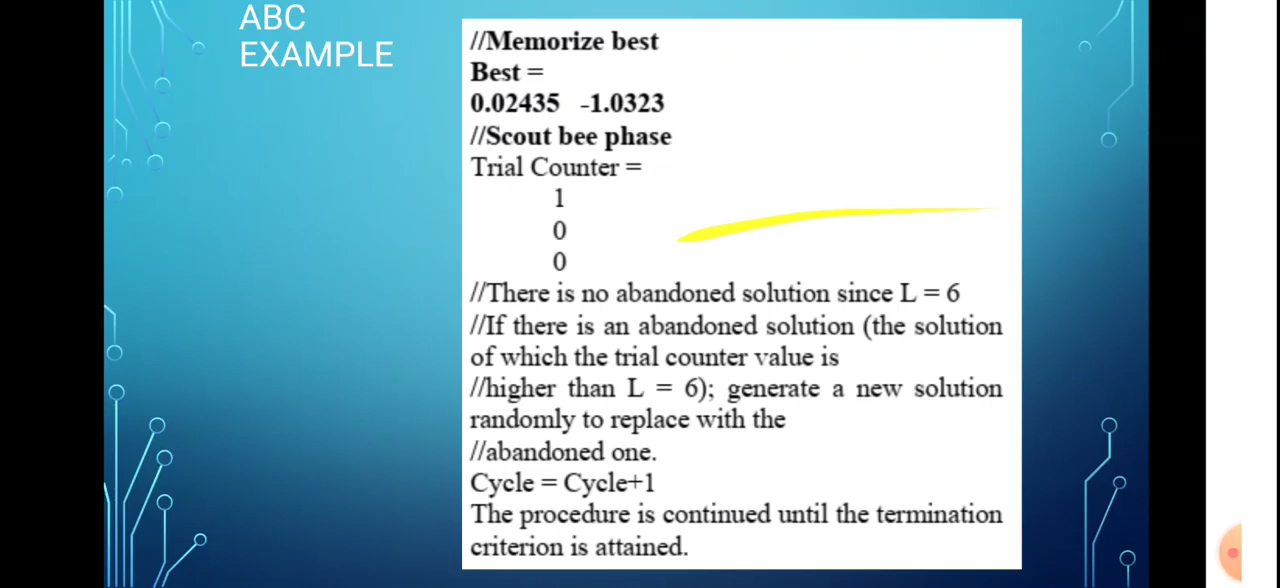 ABC
EXAMPLE
//Memorize best
Best =
0.02435 -1.0323
//Scout bee phase
Trial Counter =
1
0
0
//There is no abandoned solution since L = 6
//If there is an abandoned solution (the solution
of which the trial counter value is
//higher than L = 6); generate a new solution
randomly to replace with the
//abandoned one.
Cycle = Cycle+1
The procedure is continued until the termination
criterion is attained.